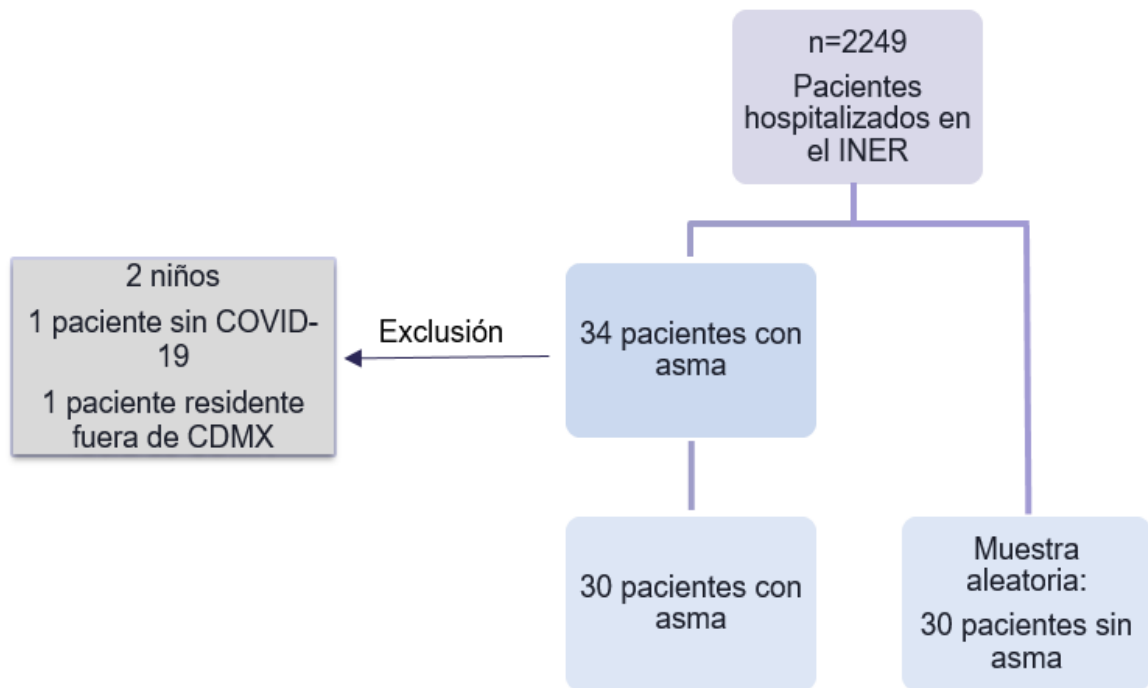 n=2249
Pacientes
hospitalizados en
el INER
2 niños
1 paciente sin COVID-
19
1 paciente residente
fuera de CDMX
Exclusión
34 pacientes con
asma
30 pacientes con
asma
Muestra
aleatoria:
30 pacientes sin
asma